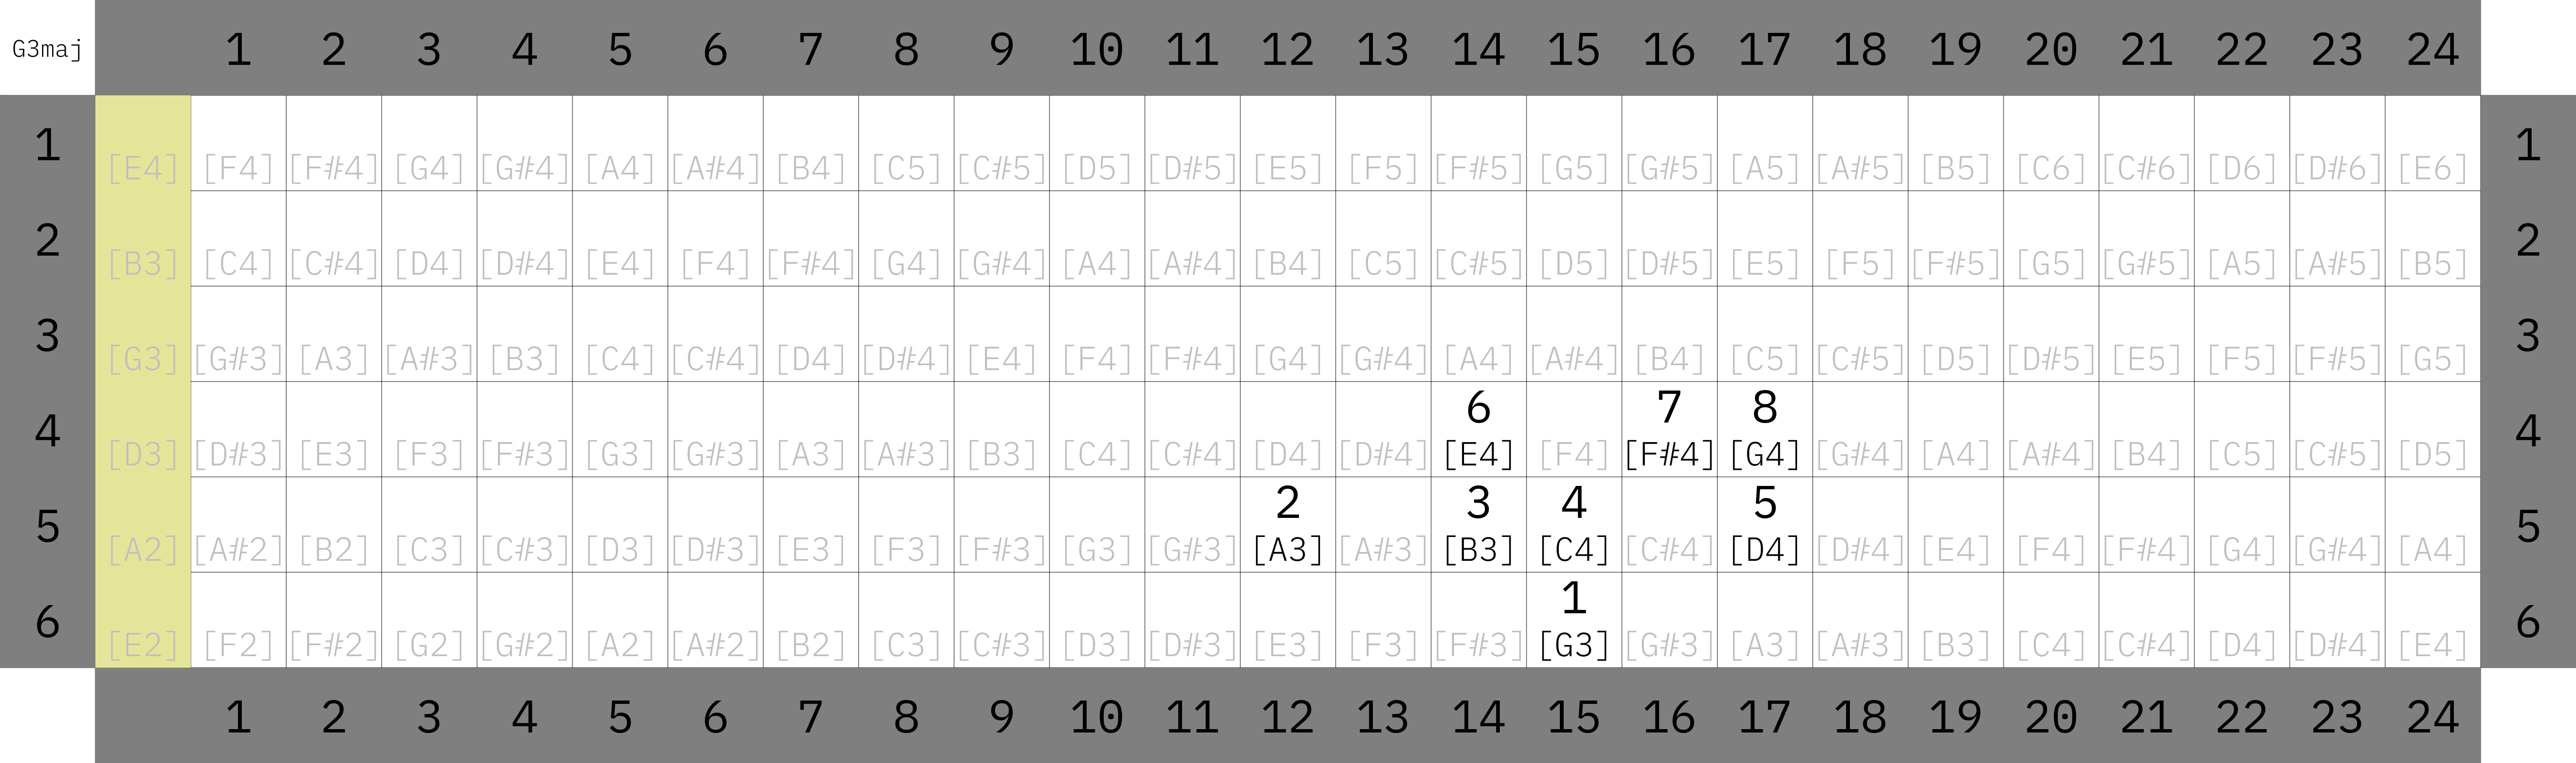 G3maj 1 2 3 4 5 6 7 8 9 10 11 12 13 14 15 16 17 18 19 20 21 22 23 24
1 [E4] [F4] [F#4] [G4] [G#4] [A4] [A#4] [B4] [C5] [C#5] [D5] [D#5] [E5] [F5] [F#5] [G5] [G#5] [A5] [A#5] [B5] [C6] [C#6] [D6] [D#6] [E6] 1
2 [B3] [C4] [C#4] [D4] [D#4] [E4] [F4] [F#4] [G4] [G#4] [A4] [A#4] [B4] [C5] [C#5] [D5] [D#5] [E5] [F5] [F#5] [G5] [G#5] [A5] [A#5] [B5] 2
3 [G3] [G#3] [A3] [A#3] [B3] [C4] [C#4] [D4] [D#4] [E4] [F4] [F#4] [G4] [G#4] [A4] [A#4] [B4] [C5] [C#5] [D5] [D#5] [E5] [F5] [F#5] [G5] 3
6 7 8
4 [D3] [D#3] [E3] [F3] [F#3] [G3] [G#3] [A3] [A#3] [B3] [C4] [C#4] [D4] [D#4] [E4] [F4] [F#4] [G4] [G#4] [A4] [A#4] [B4] [C5] [C#5] [D5] 4
2 3 4 5
5 [A2] [A#2] [B2] [C3] [C#3] [D3] [D#3] [E3] [F3] [F#3] [G3] [G#3] [A3] [A#3] [B3] [C4] [C#4] [D4] [D#4] [E4] [F4] [F#4] [G4] [G#4] [A4] 5
1
6 [E2] [F2] [F#2] [G2] [G#2] [A2] [A#2] [B2] [C3] [C#3] [D3] [D#3] [E3] [F3] [F#3] [G3] [G#3] [A3] [A#3] [B3] [C4] [C#4] [D4] [D#4] [E4] 6
1 2 3 4 5 6 7 8 9 10 11 12 13 14 15 16 17 18 19 20 21 22 23 24